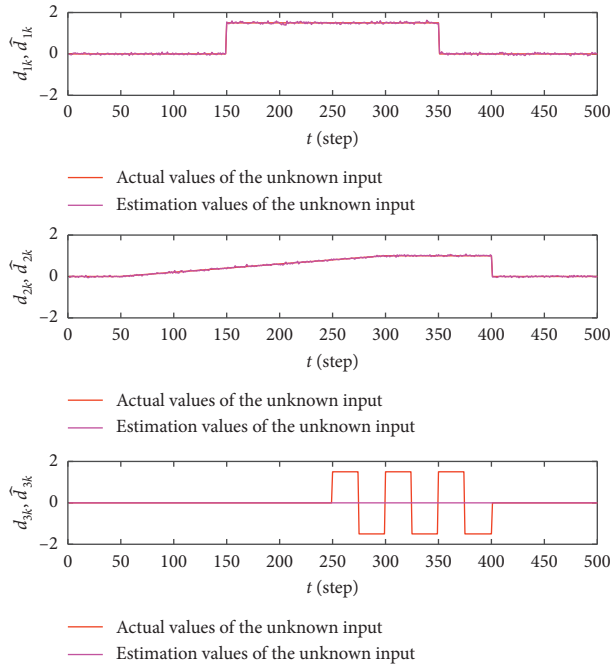 2
0
−2
d1k, d̂1k
0 50 100 150 200 250 300 350 400 450 500
t (step)
Actual values of the unknown input
Estimation values of the unknown input
2
0
−2
d2k, d̂2k
0 50 100 150 200 250 300 350 400 450 500
t (step)
Actual values of the unknown input
Estimation values of the unknown input
2
0
−2
d3k, d̂3k
0 50 100 150 200 250 300 350 400 450 500
t (step)
Actual values of the unknown input
Estimation values of the unknown input